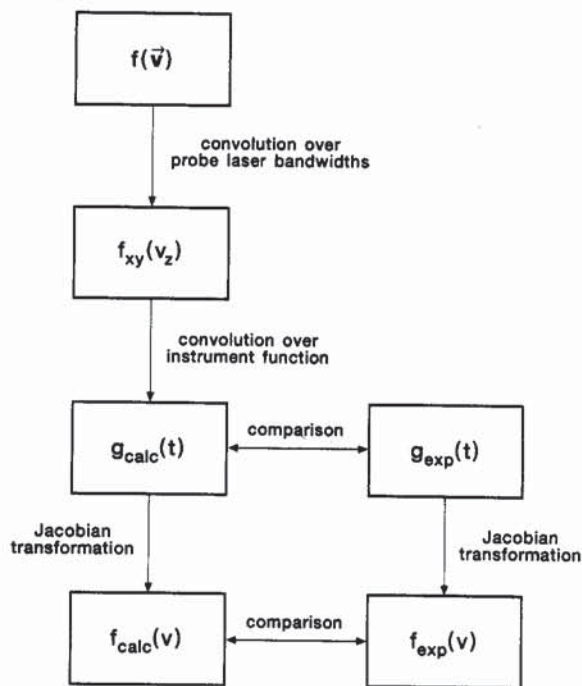 f(v⃗)
convolution over
probe laser bandwidths
f_xy(v_z)
convolution over
instrument function
g_calc(t)
comparison
g_exp(t)
Jacobian
transformation
Jacobian
transformation
f_calc(v)
comparison
f_exp(v)